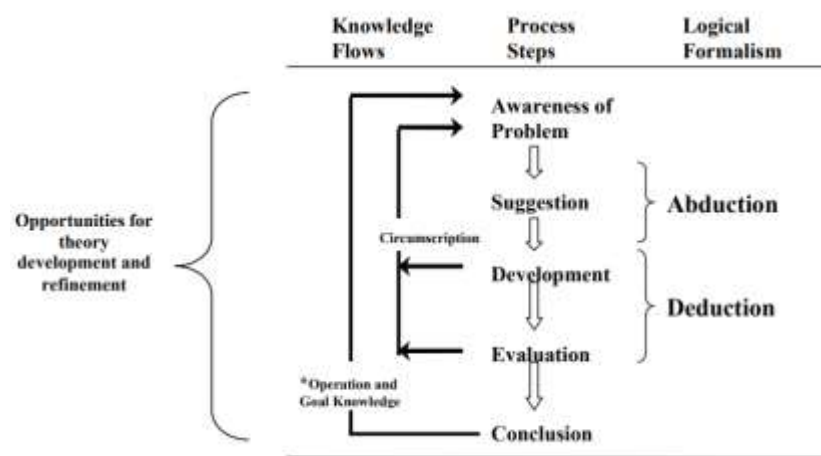 Knowledge
Flows
Process
Steps
Logical
Formalism
Awareness of
Problem
Suggestion
Abduction
Opportunities for
theory
development and
refinement
Circumscription
Development
Deduction
Evaluation
*Operation and
Goal Knowledge
Conclusion